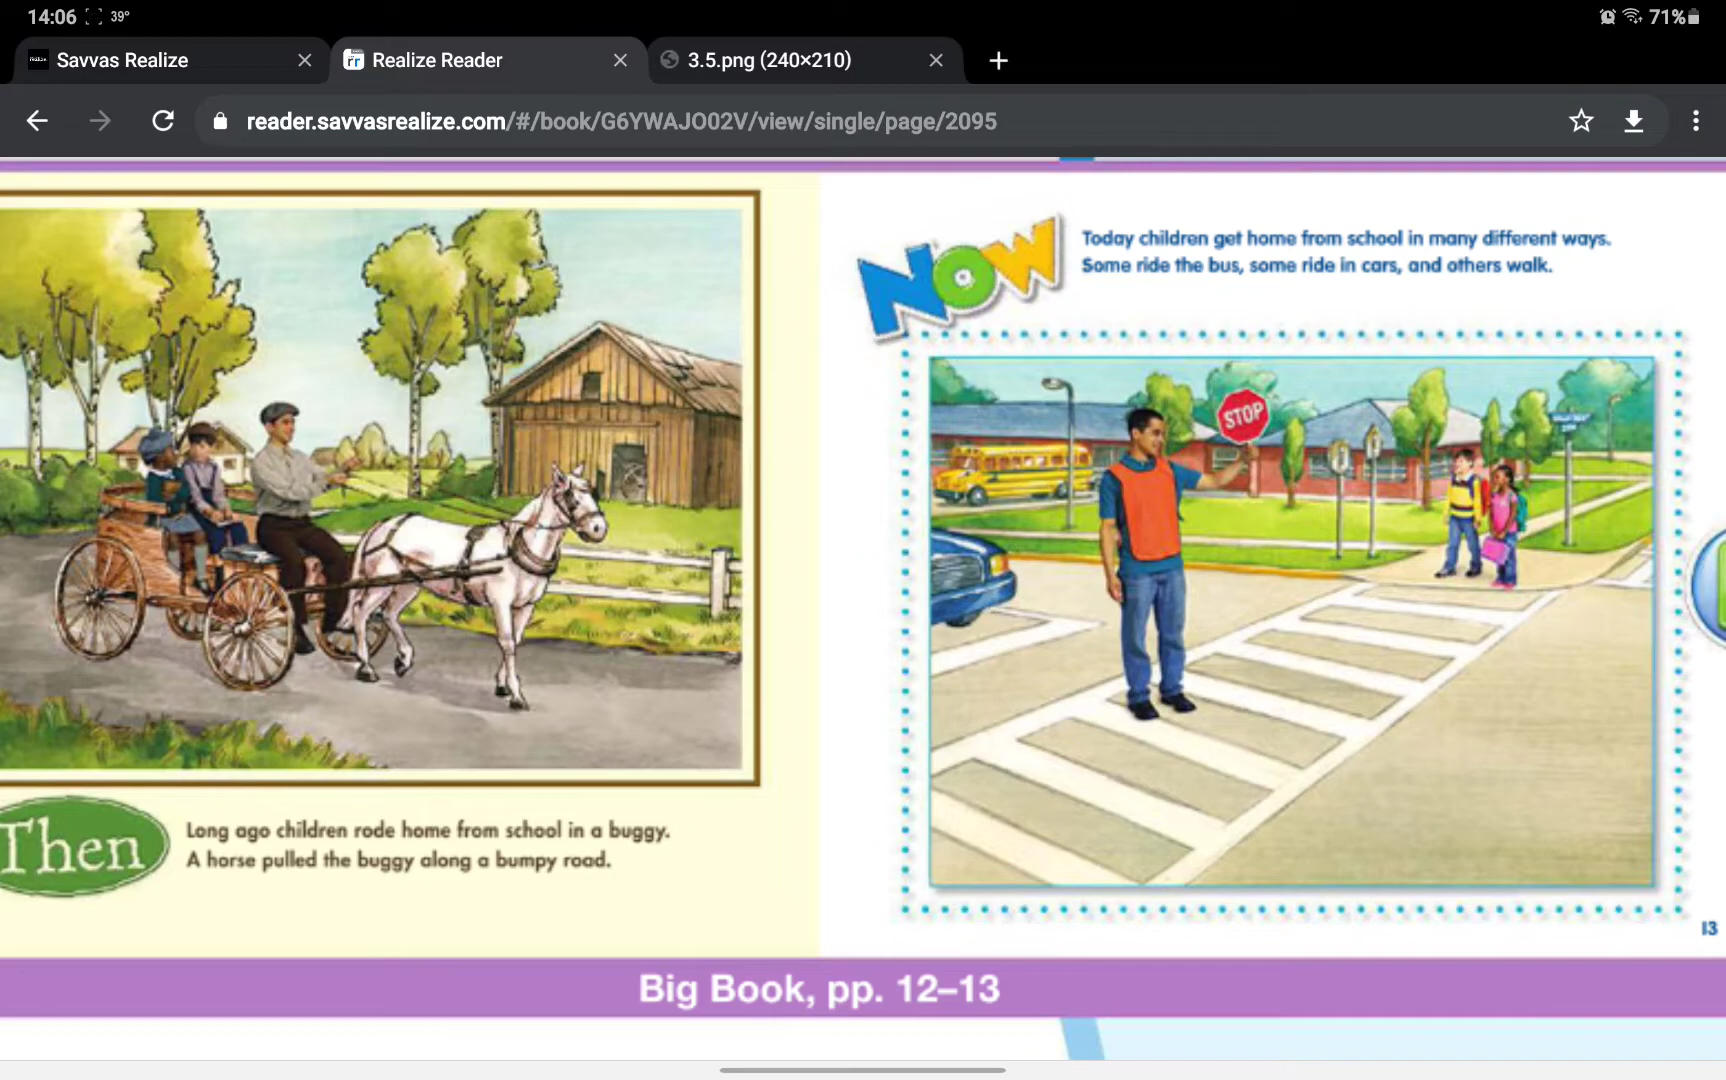 14:06 39°
71%
Savvas Realize
Realize Reader
3.5.png (240×210)
reader.savvasrealize.com/#/book/G6YWAJO02V/view/single/page/2095
Then
Long ago children rode home from school in a buggy.
A horse pulled the buggy along a bumpy road.
NOW
Today children get home from school in many different ways.
Some ride the bus, some ride in cars, and others walk.
STOP
13
Big Book, pp. 12–13